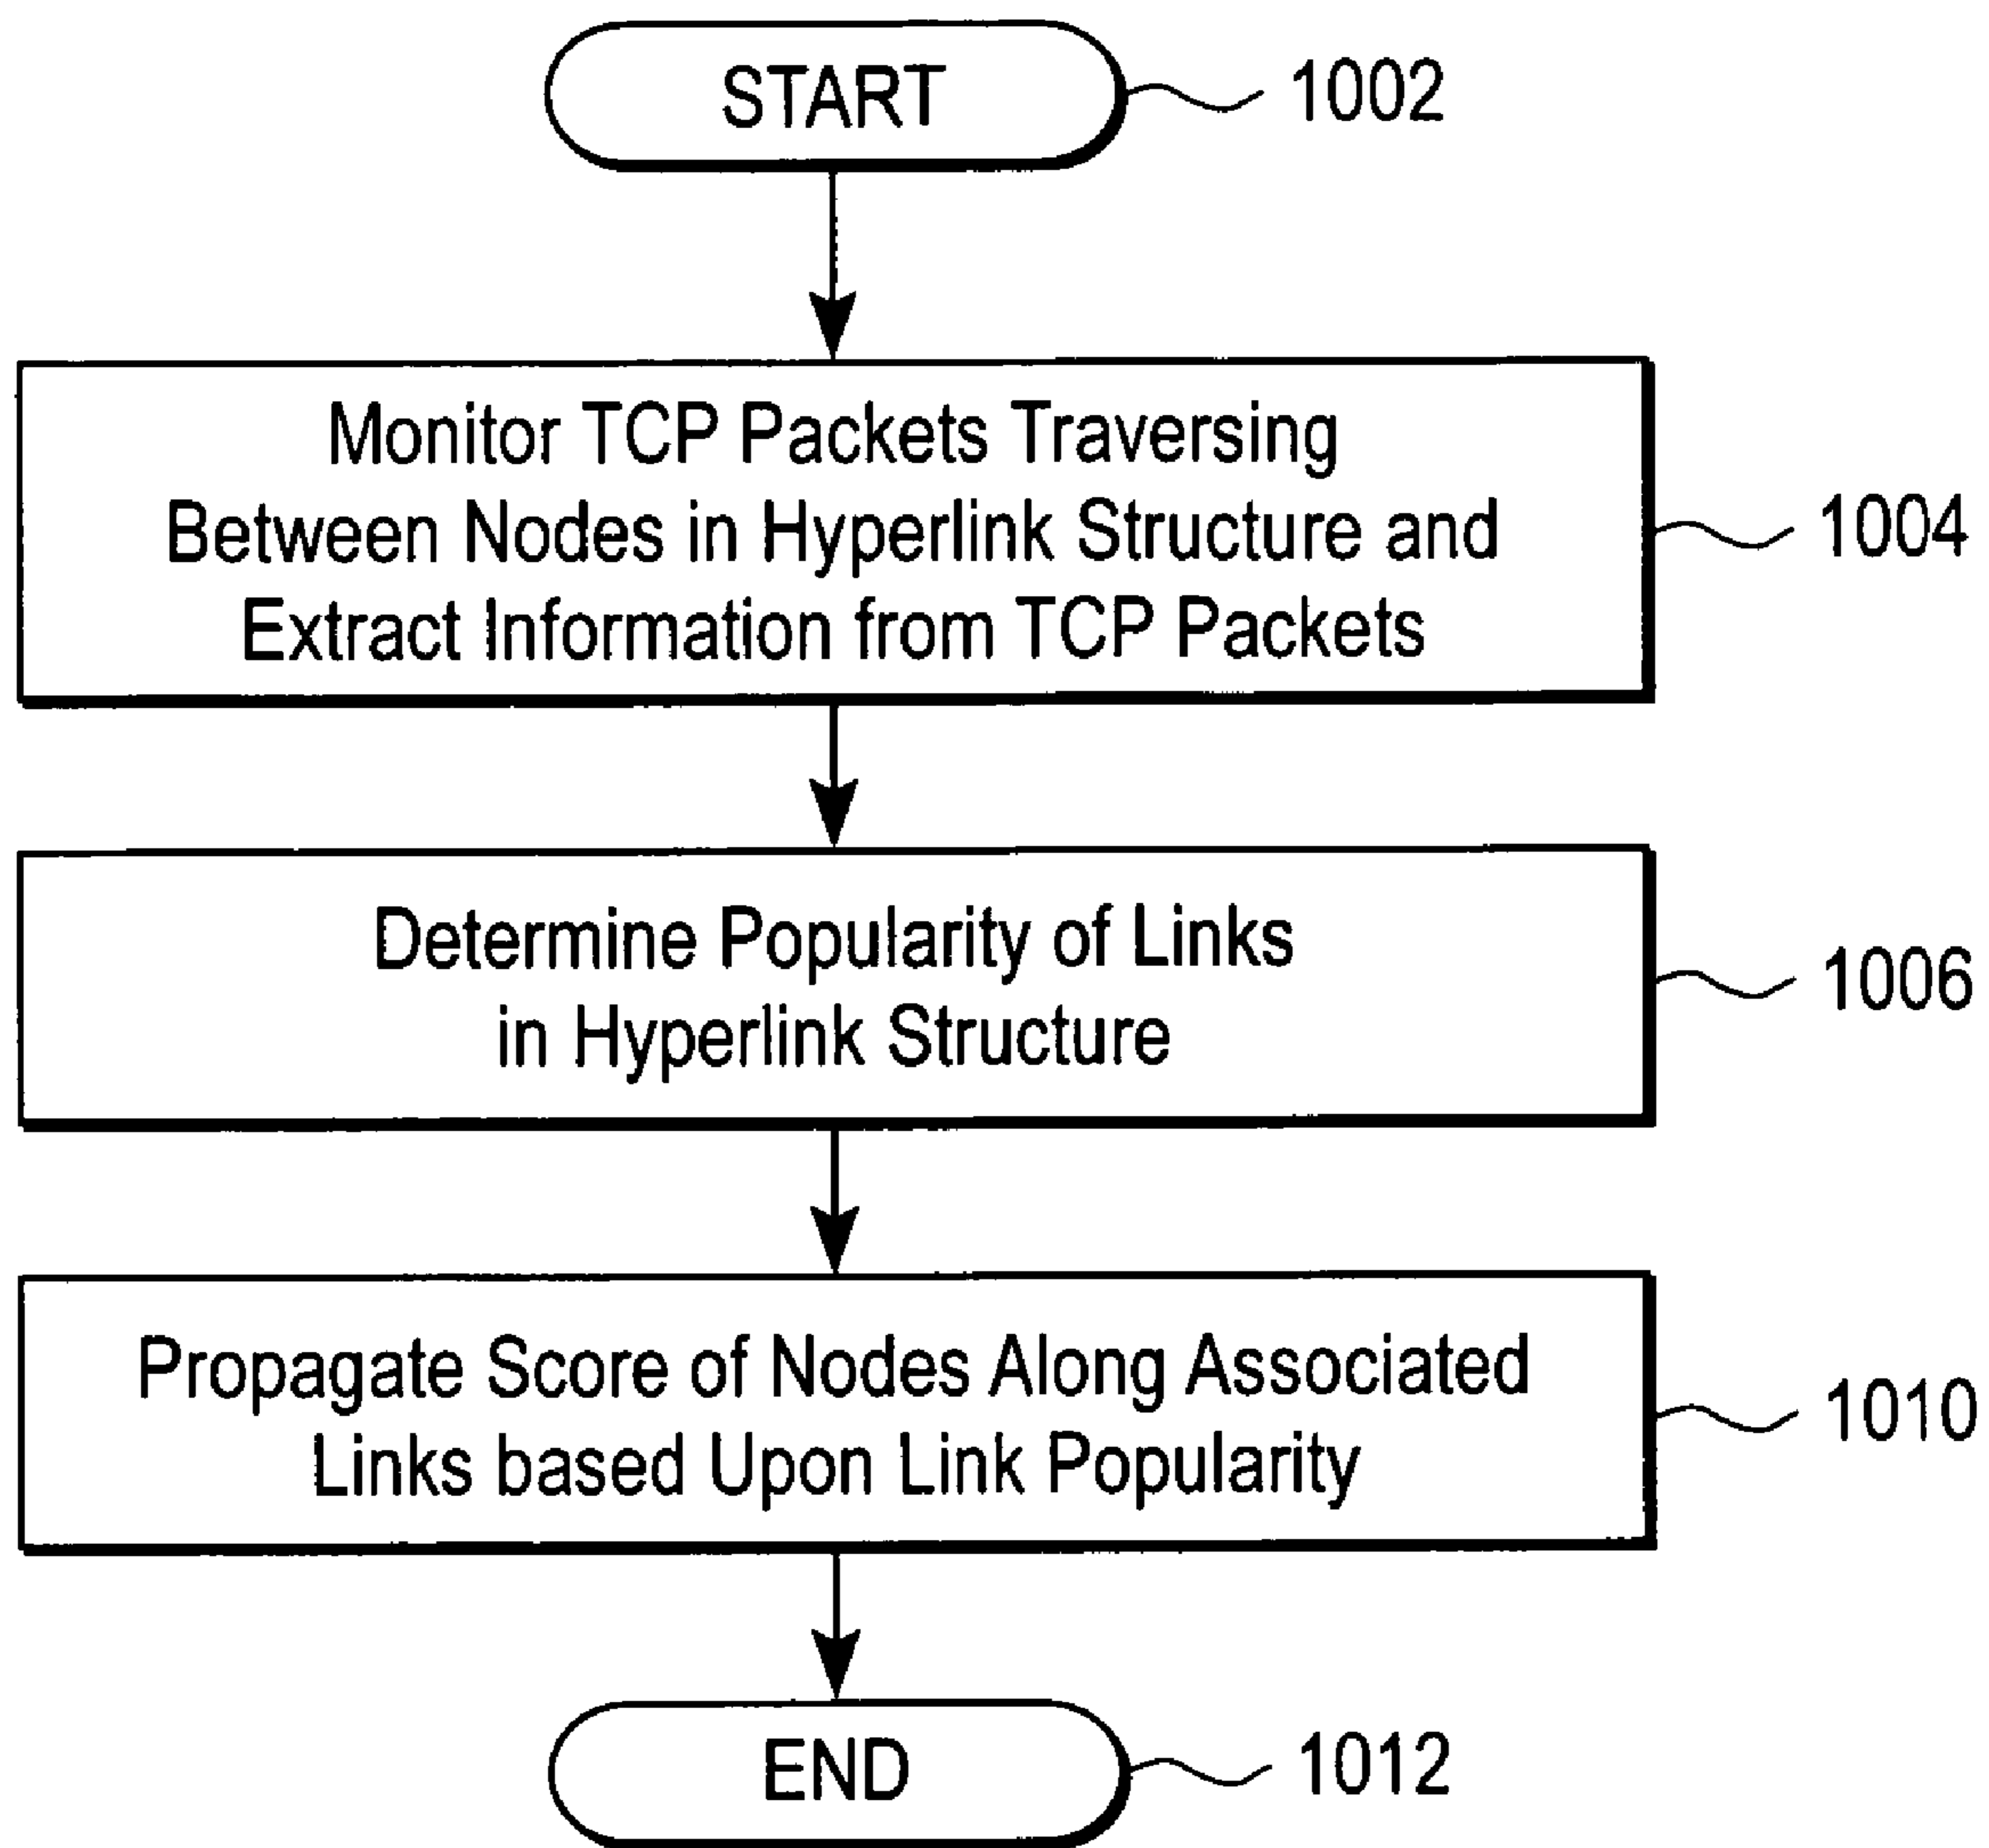 START
1002
Monitor TCP Packets Traversing
Between Nodes in Hyperlink Structure and
Extract Information from TCP Packets
1004
Determine Popularity of Links
in Hyperlink Structure
1006
Propagate Score of Nodes Along Associated
Links based Upon Link Popularity
1010
END
1012